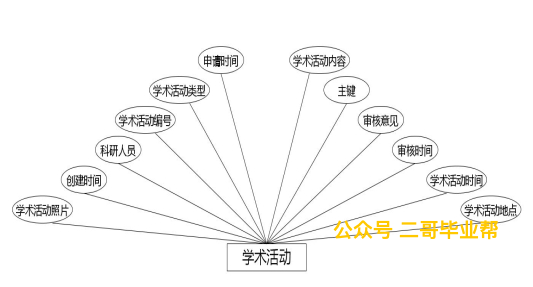 申请时间
学术活动内容
学术活动类型
主键
学术活动编号
审核意见
科研人员
审核时间
创建时间
学术活动时间
学术活动照片
学术活动地点
公众号 二哥毕业帮
学术活动